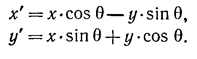 x′ = x·cos θ — y·sin θ,
y′ = x·sin θ + y·cos θ.